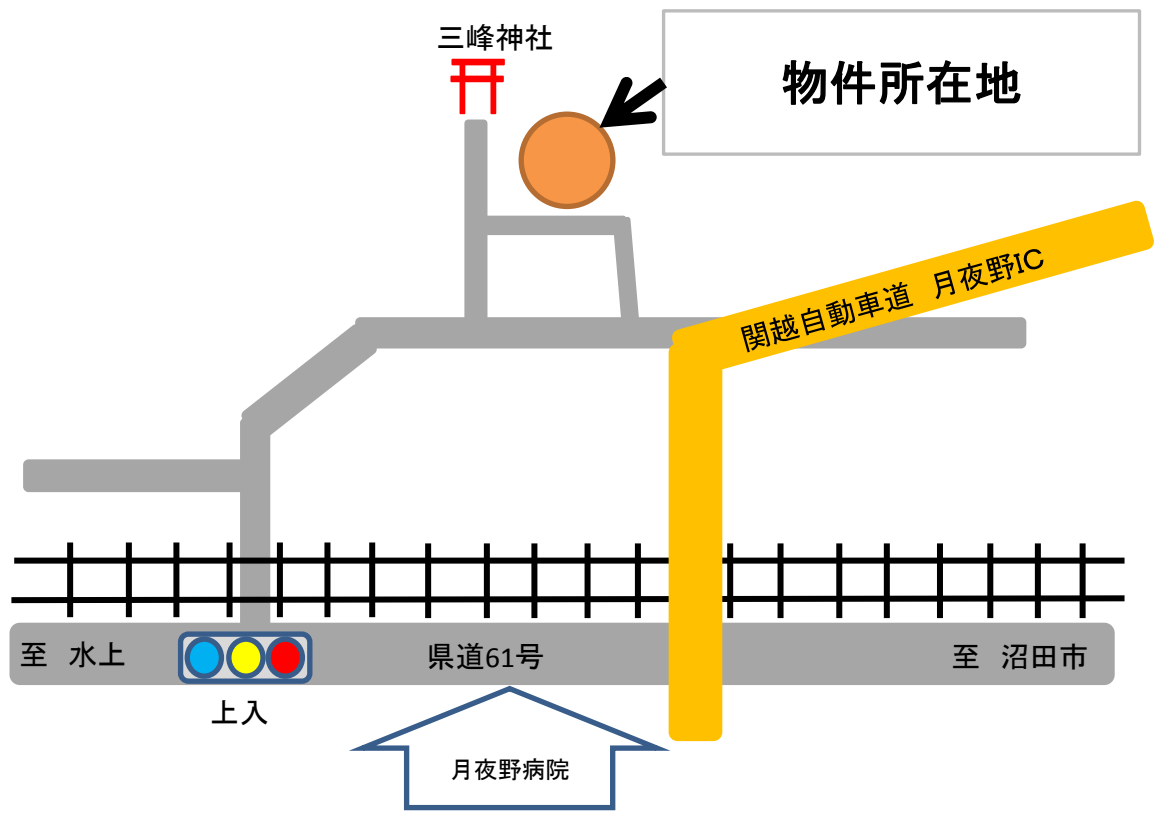 三峰神社
物件所在地
関越自動車道　月夜野IC
至　水上
県道61号
至　沼田市
上入
月夜野病院